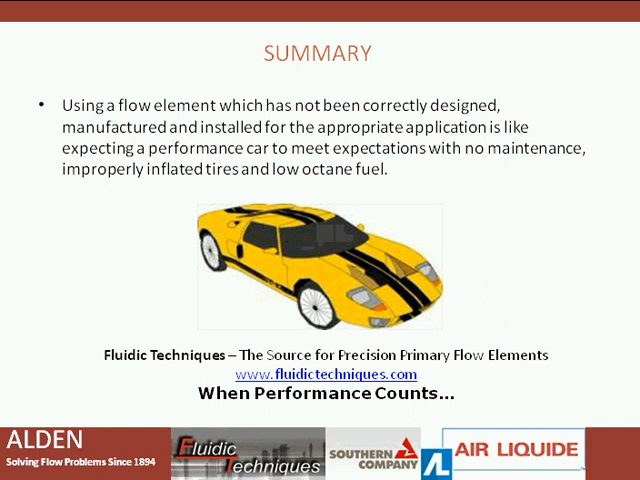 SUMMARY
• Using a flow element which has not been correctly designed,
manufactured and installed for the appropriate application is like
expecting a performance car to meet expectations with no maintenance,
improperly inflated tires and low octane fuel.
Fluidic Techniques – The Source for Precision Primary Flow Elements
www.fluidictechniques.com
When Performance Counts...
ALDEN
Solving Flow Problems Since 1894
Fluidic
Techniques
SOUTHERN
COMPANY
AIR LIQUIDE